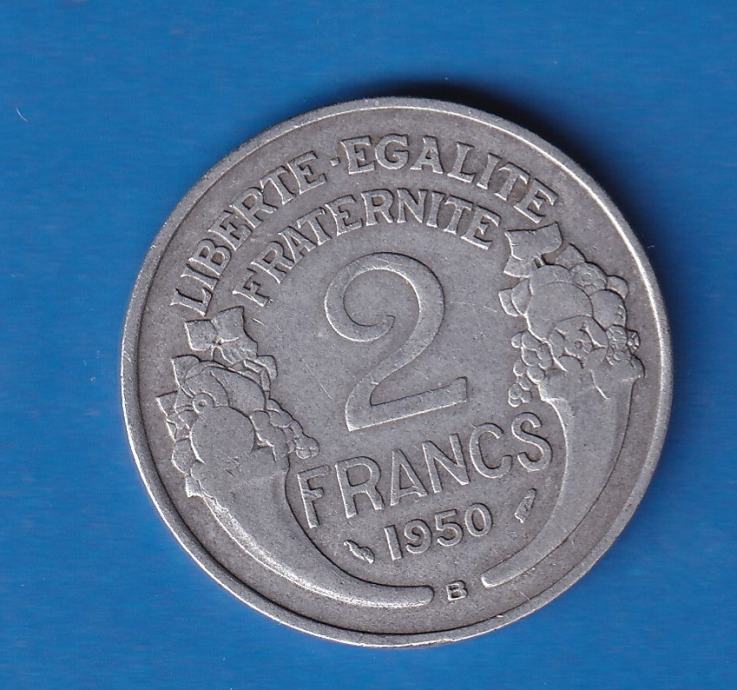 LIBERTE·EGALITE
FRATERNITE
2
FRANCS
1950
B